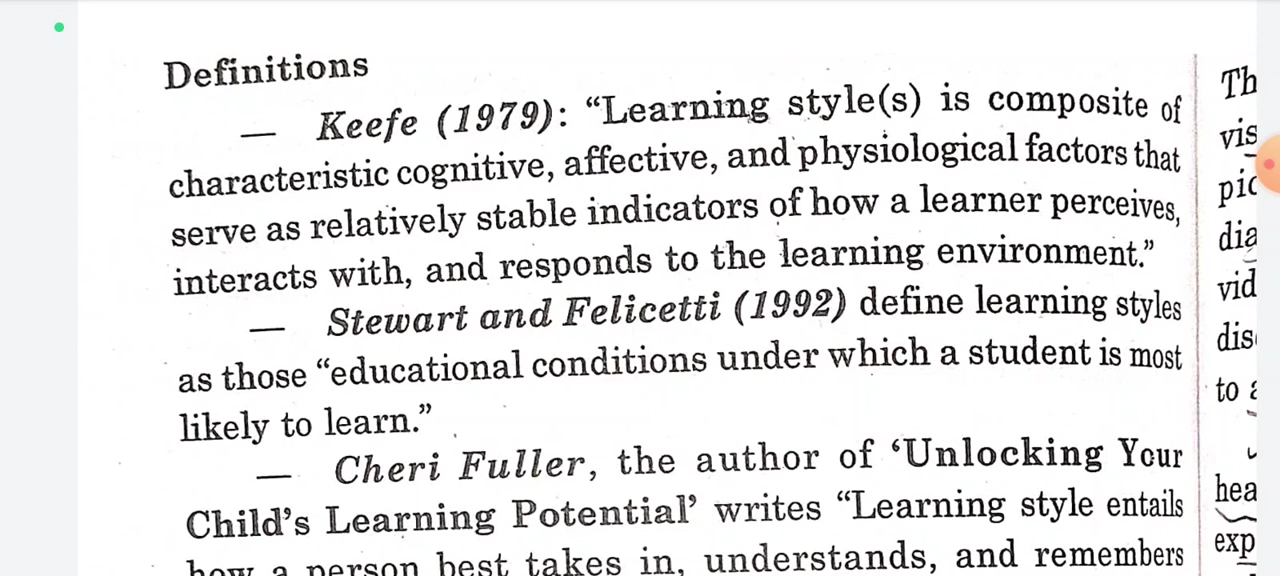 Definitions
— Keefe (1979): “Learning style(s) is composite of
characteristic cognitive, affective, and physiological factors that
serve as relatively stable indicators of how a learner perceives,
interacts with, and responds to the learning environment.”
— Stewart and Felicetti (1992) define learning styles
as those “educational conditions under which a student is most
likely to learn.”
— Cheri Fuller, the author of ‘Unlocking Your
Child’s Learning Potential’ writes “Learning style entails
how a person best takes in, understands, and remembers
Th
vis
pic
dia
vid
dis
to
hea
exp